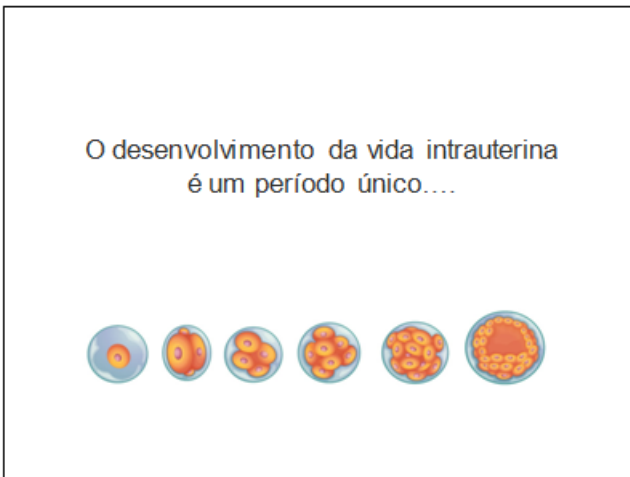 O desenvolvimento da vida intrauterina
é um período único....